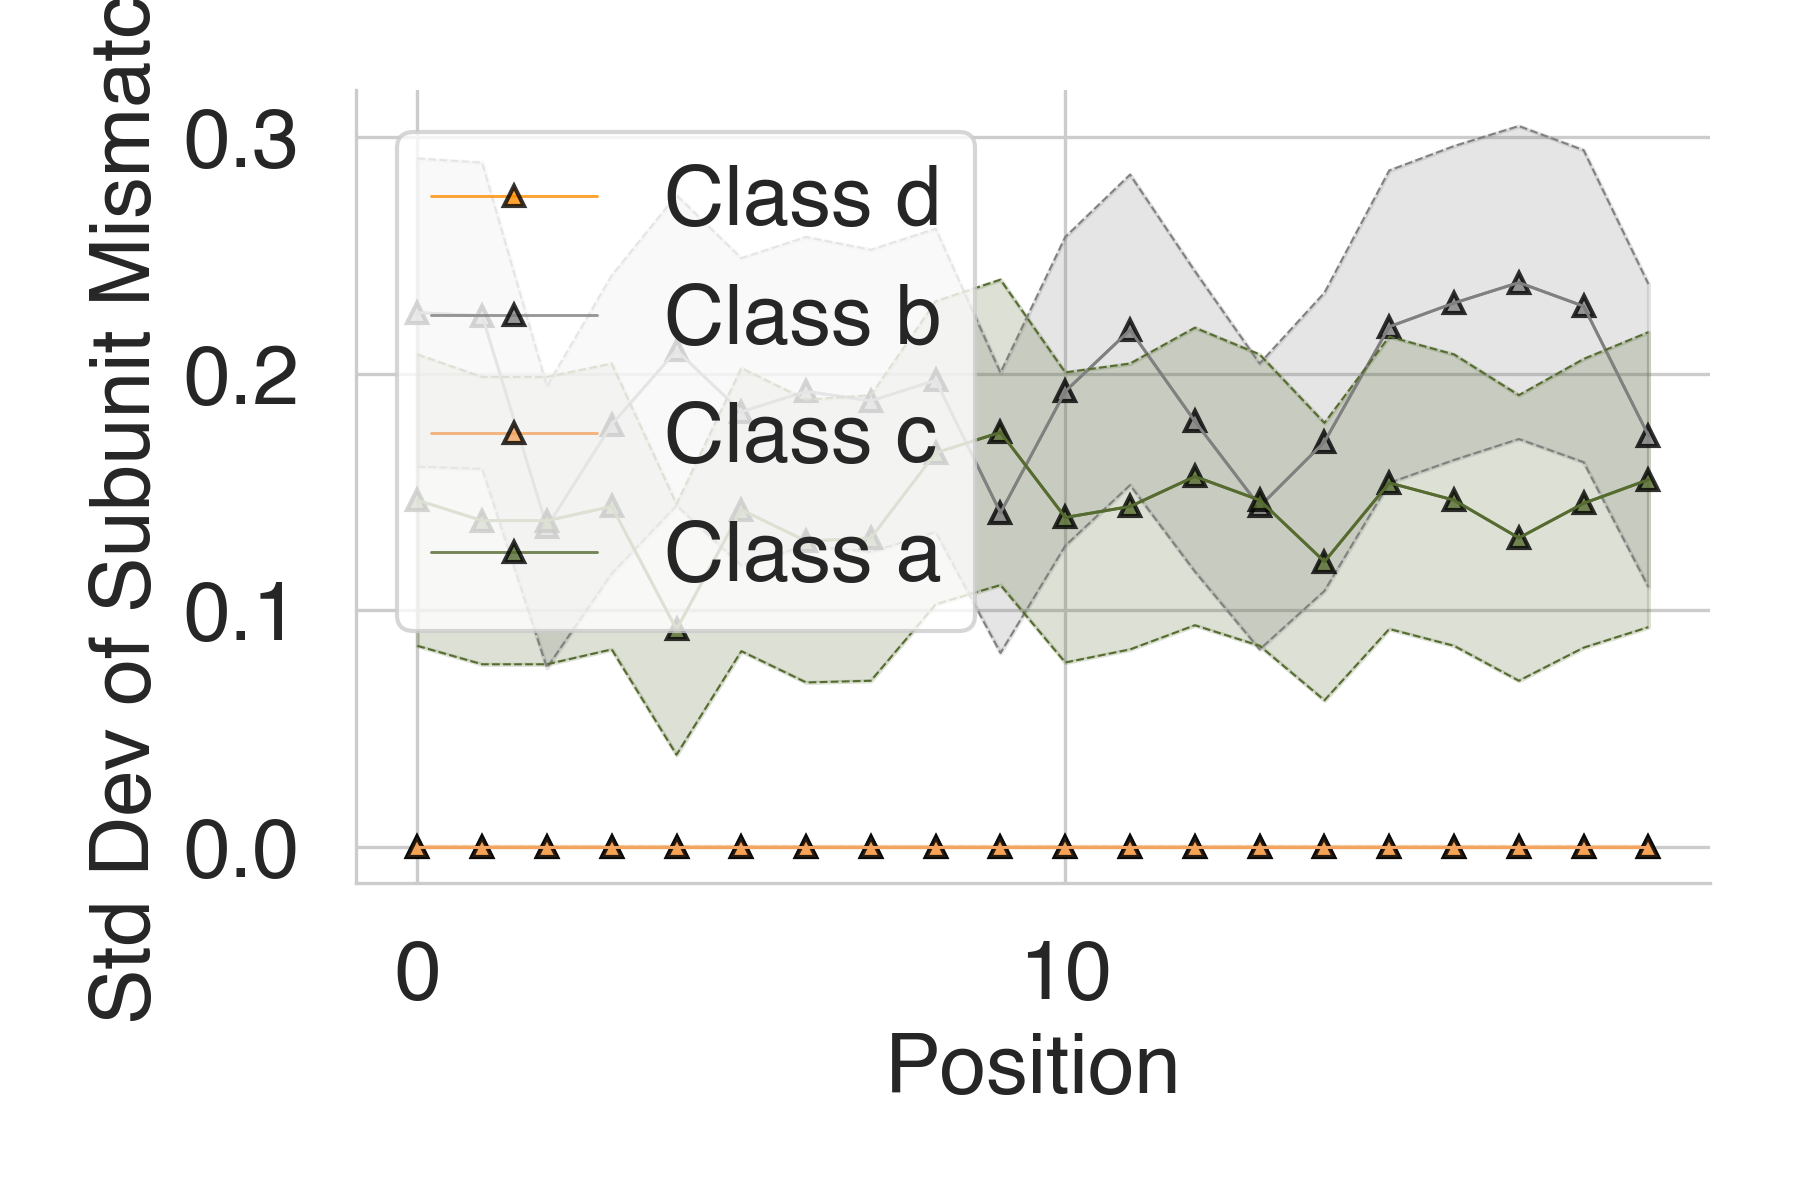 Std Dev of Subunit Mismatc
0.3
0.2
0.1
0.0
Class d
Class b
Class c
Class a
0
10
Position